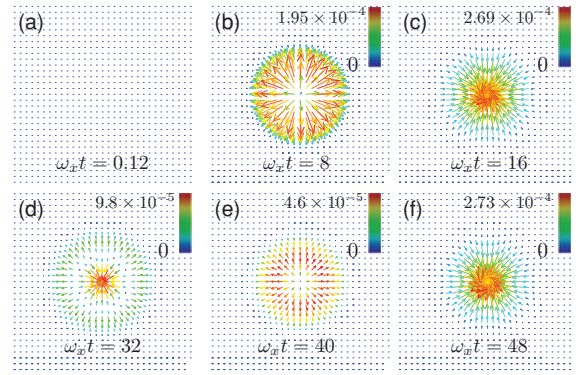 (a)
(b)
1.95 × 10⁻⁴
0
(c)
2.69 × 10⁻⁴
0
ωₓt = 0.12
ωₓt = 8
ωₓt = 16
(d)
9.8 × 10⁻⁵
0
(e)
4.6 × 10⁻⁵
0
(f)
2.73 × 10⁻⁴
0
ωₓt = 32
ωₓt = 40
ωₓt = 48